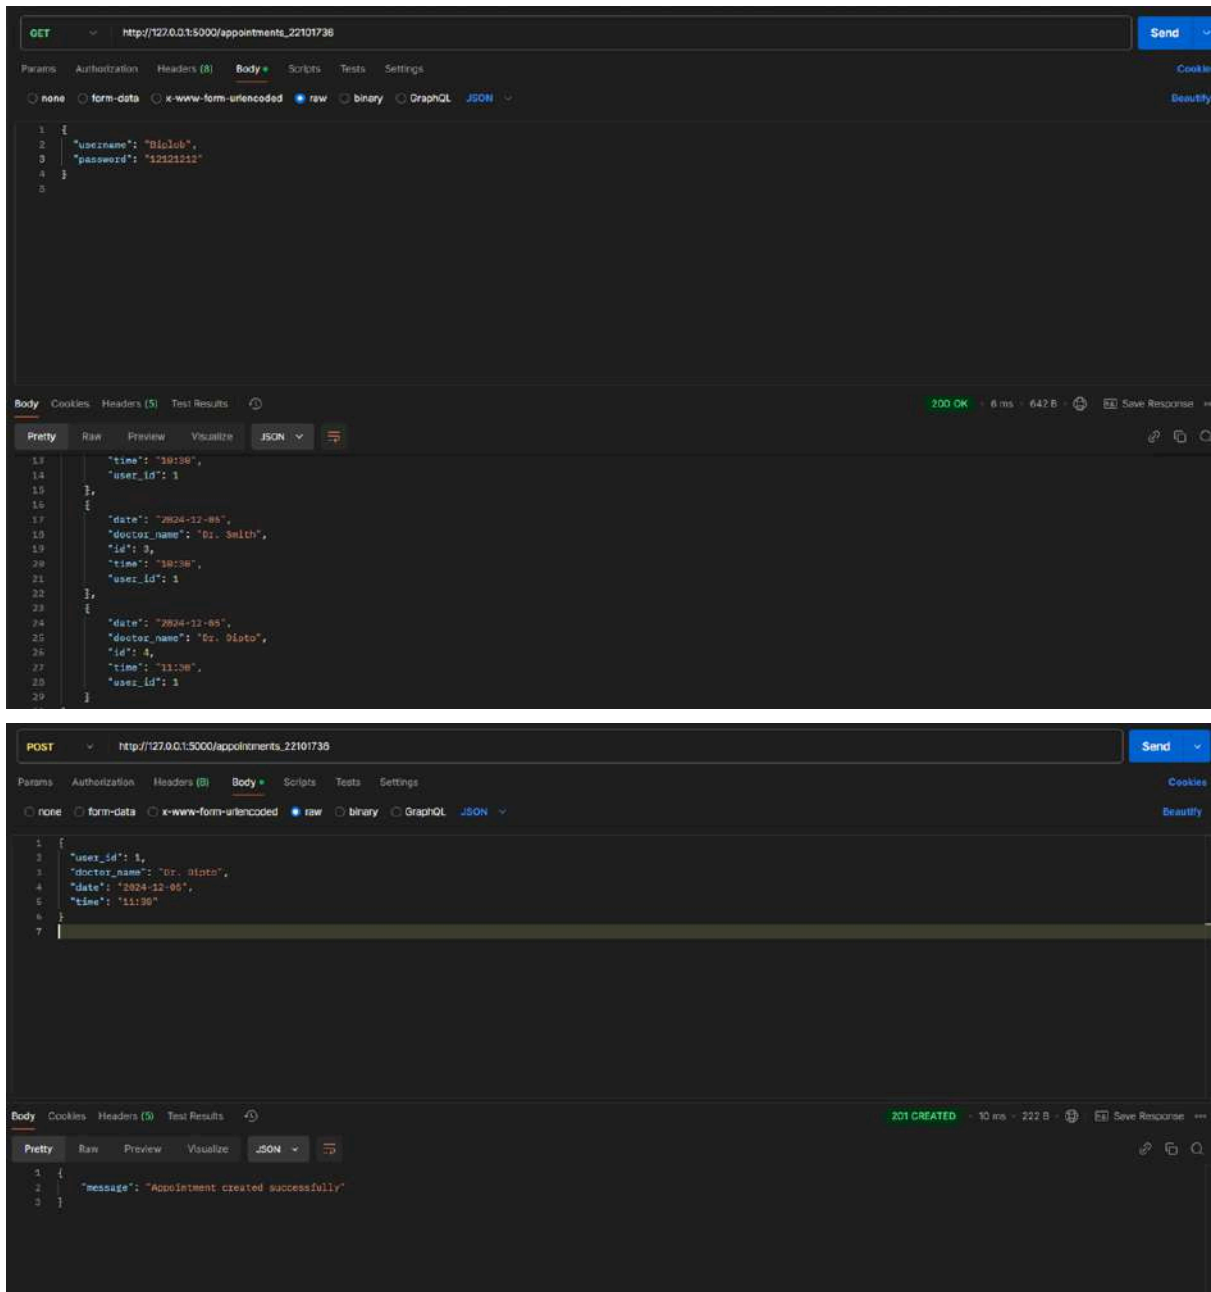 GET http://127.0.0.1:5000/appointments_22101736 Send
Params Authorization Headers (8) Body Scripts Tests Settings Cookie
none form-data x-www-form-urlencoded raw binary GraphQL JSON Beautify
1 {
2 "username": "Biplob",
3 "password": "12121212"
4 }
5
Body Cookies Headers (5) Test Results 200 OK 6 ms 642 B Save Response
Pretty Raw Preview Visualize JSON
13 "time": "10:30",
14 "user_id": 1
15 },
16 {
17 "date": "2024-12-05",
18 "doctor_name": "Dr. Smith",
19 "id": 3,
20 "time": "10:30",
21 "user_id": 1
22 },
23 {
24 "date": "2024-12-05",
25 "doctor_name": "Dr. Dipto",
26 "id": 4,
27 "time": "11:30",
28 "user_id": 1
29 }
POST http://127.0.0.1:5000/appointments_22101736 Send
Params Authorization Headers (8) Body Scripts Tests Settings Cookies
none form-data x-www-form-urlencoded raw binary GraphQL JSON Beautify
1 {
2 "user_id": 1,
3 "doctor_name": "Dr. Dipto",
4 "date": "2024-12-05",
5 "time": "11:30"
6 }
7
Body Cookies Headers (5) Test Results 201 CREATED 10 ms 222 B Save Response
Pretty Raw Preview Visualize JSON
1 {
2 "message": "Appointment created successfully"
3 }